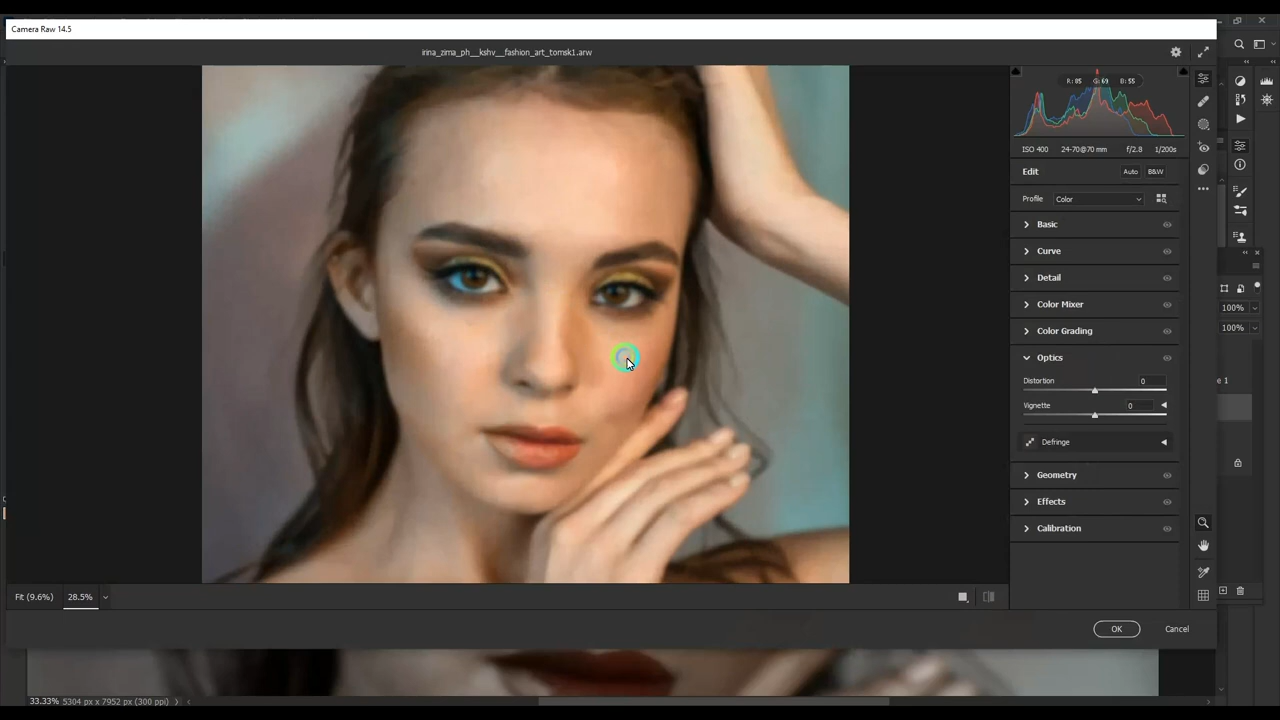 Camera Raw 14.5
irina_zima_ph__kshv__fashion_art_tomsk1.arw
R: 85 G: 69 B: 55
ISO 400 24-70@70 mm f/2.8 1/200s
Edit Auto B&W
Profile Color
Basic
Curve
Detail
100%
Color Mixer
100%
Color Grading
Optics
Distortion 0
e 1
Vignette 0
Defringe
Geometry
Effects
Calibration
Fit (9.6%) 28.5%
OK Cancel
33.33% 5304 px x 7952 px (300 ppi)